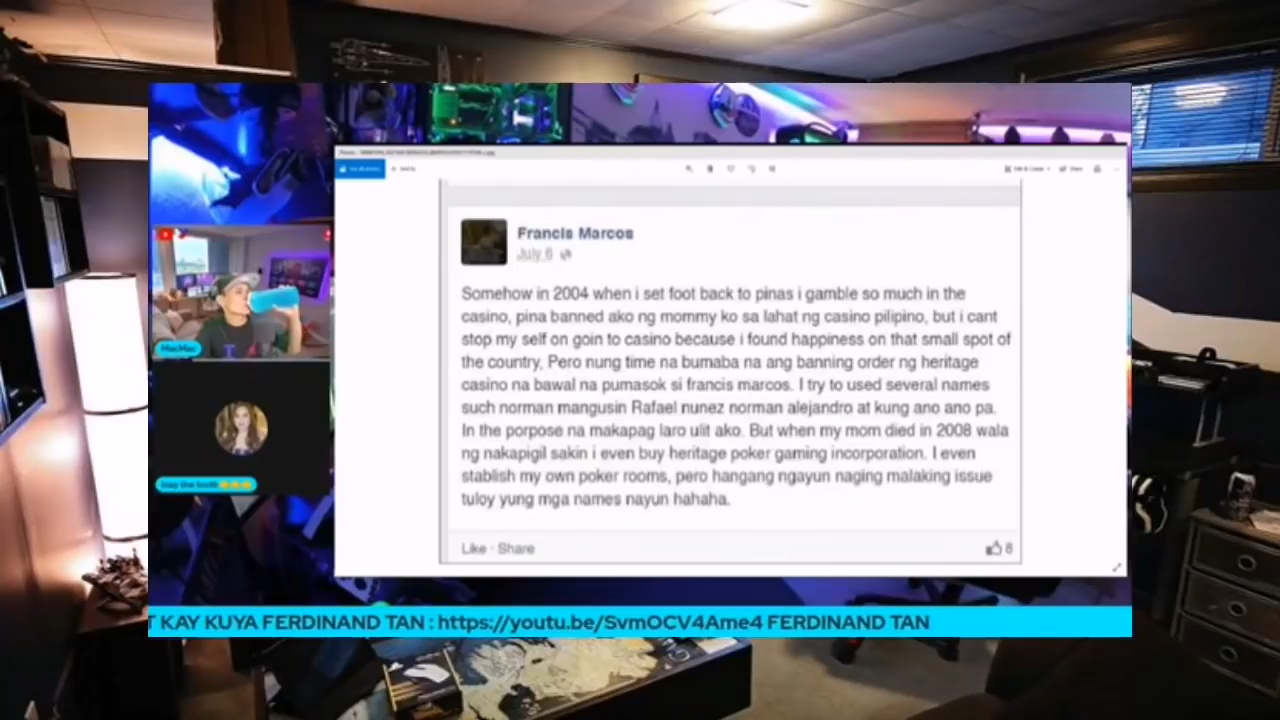 Francis Marcos
July 6
Somehow in 2004 when i set foot back to pinas i gamble so much in the
casino, pina banned ako ng mommy ko sa lahat ng casino pilipino, but i cant
stop my self on goin to casino because i found happiness on that small spot of
the country, Pero nung time na bumaba na ang banning order ng heritage
casino na bawal na pumasok si francis marcos. I try to used several names
such norman mangusin Rafael nunez norman alejandro at kung ano ano pa.
In the porpose na makapag laro ulit ako. But when my mom died in 2008 wala
ng nakapigil sakin i even buy heritage poker gaming incorporation. I even
stablish my own poker rooms, pero hangang ngayun naging malaking issue
tuloy yung mga names nayun hahaha.
Like · Share
8
MacMac
the truth
T KAY KUYA FERDINAND TAN : https://youtu.be/SvmOCV4Ame4 FERDINAND TAN